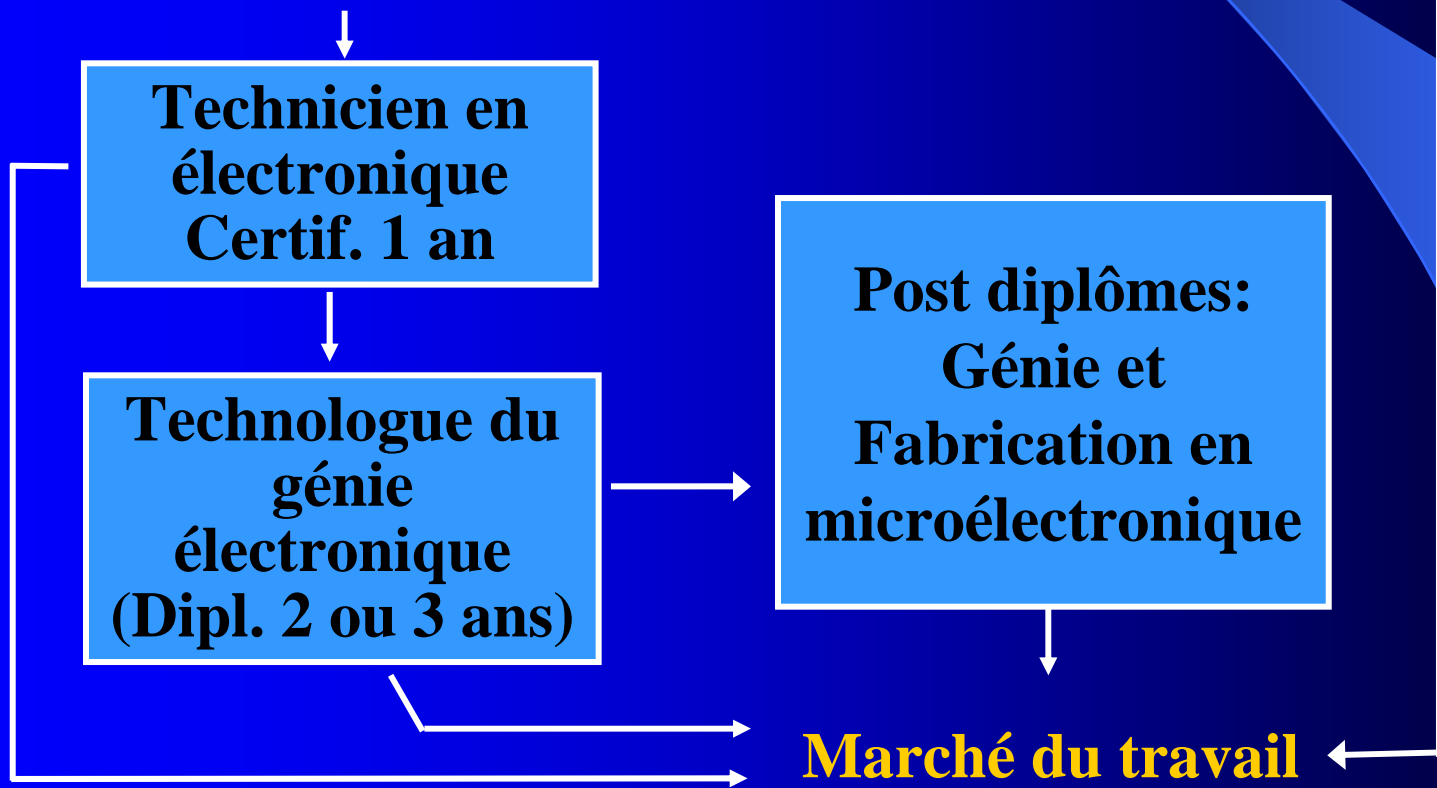 Technicien en
électronique
Certif. 1 an
Technologue du
génie
électronique
(Dipl. 2 ou 3 ans)
Post diplômes:
Génie et
Fabrication en
microélectronique
Marché du travail